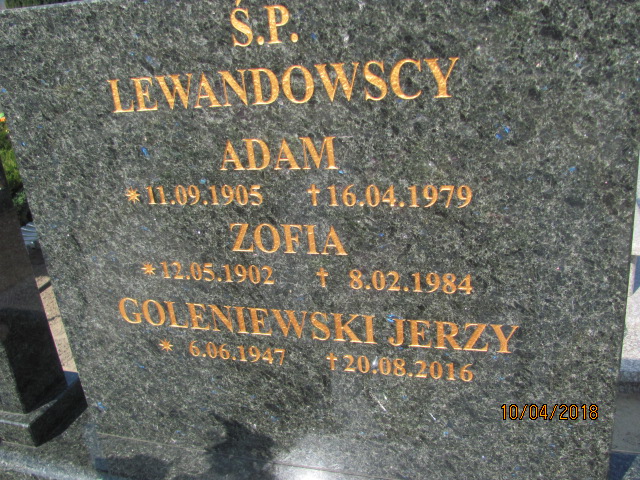 Ś.P.
LEWANDOWSCY
ADAM
* 11.09.1905 †16.04.1979
ZOFIA
*12.05.1902 † 8.02.1984
GOLENIEWSKI JERZY
* 6.06.1947 †20.08.2016
10/04/2018